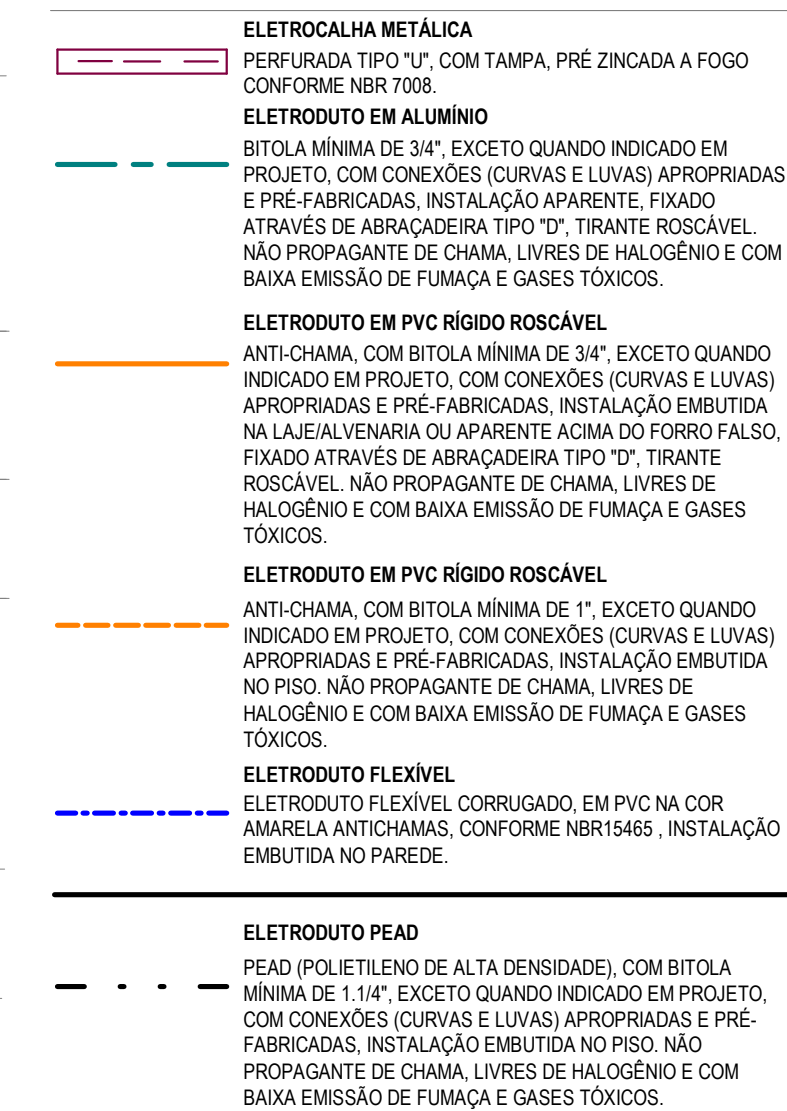 ELETROCALHA METÁLICA
PERFURADA TIPO "U", COM TAMPA, PRÉ ZINCADA A FOGO
CONFORME NBR 7008.
ELETRODUTO EM ALUMÍNIO
BITOLA MÍNIMA DE 3/4", EXCETO QUANDO INDICADO EM
PROJETO, COM CONEXÕES (CURVAS E LUVAS) APROPRIADAS
E PRÉ-FABRICADAS, INSTALAÇÃO APARENTE, FIXADO
ATRAVÉS DE ABRAÇADEIRA TIPO "D", TIRANTE ROSCÁVEL.
NÃO PROPAGANTE DE CHAMA, LIVRES DE HALOGÊNIO E COM
BAIXA EMISSÃO DE FUMAÇA E GASES TÓXICOS.
ELETRODUTO EM PVC RÍGIDO ROSCÁVEL
ANTI-CHAMA, COM BITOLA MÍNIMA DE 3/4", EXCETO QUANDO
INDICADO EM PROJETO, COM CONEXÕES (CURVAS E LUVAS)
APROPRIADAS E PRÉ-FABRICADAS, INSTALAÇÃO EMBUTIDA
NA LAJE/ALVENARIA OU APARENTE ACIMA DO FORRO FALSO,
FIXADO ATRAVÉS DE ABRAÇADEIRA TIPO "D", TIRANTE
ROSCÁVEL. NÃO PROPAGANTE DE CHAMA, LIVRES DE
HALOGÊNIO E COM BAIXA EMISSÃO DE FUMAÇA E GASES
TÓXICOS.
ELETRODUTO EM PVC RÍGIDO ROSCÁVEL
ANTI-CHAMA, COM BITOLA MÍNIMA DE 1", EXCETO QUANDO
INDICADO EM PROJETO, COM CONEXÕES (CURVAS E LUVAS)
APROPRIADAS E PRÉ-FABRICADAS, INSTALAÇÃO EMBUTIDA
NO PISO. NÃO PROPAGANTE DE CHAMA, LIVRES DE
HALOGÊNIO E COM BAIXA EMISSÃO DE FUMAÇA E GASES
TÓXICOS.
ELETRODUTO FLEXÍVEL
ELETRODUTO FLEXÍVEL CORRUGADO, EM PVC NA COR
AMARELA ANTICHAMAS, CONFORME NBR15465 , INSTALAÇÃO
EMBUTIDA NO PAREDE.
ELETRODUTO PEAD
PEAD (POLIETILENO DE ALTA DENSIDADE), COM BITOLA
MÍNIMA DE 1.1/4", EXCETO QUANDO INDICADO EM PROJETO,
COM CONEXÕES (CURVAS E LUVAS) APROPRIADAS E PRÉ-
FABRICADAS, INSTALAÇÃO EMBUTIDA NO PISO. NÃO
PROPAGANTE DE CHAMA, LIVRES DE HALOGÊNIO E COM
BAIXA EMISSÃO DE FUMAÇA E GASES TÓXICOS.